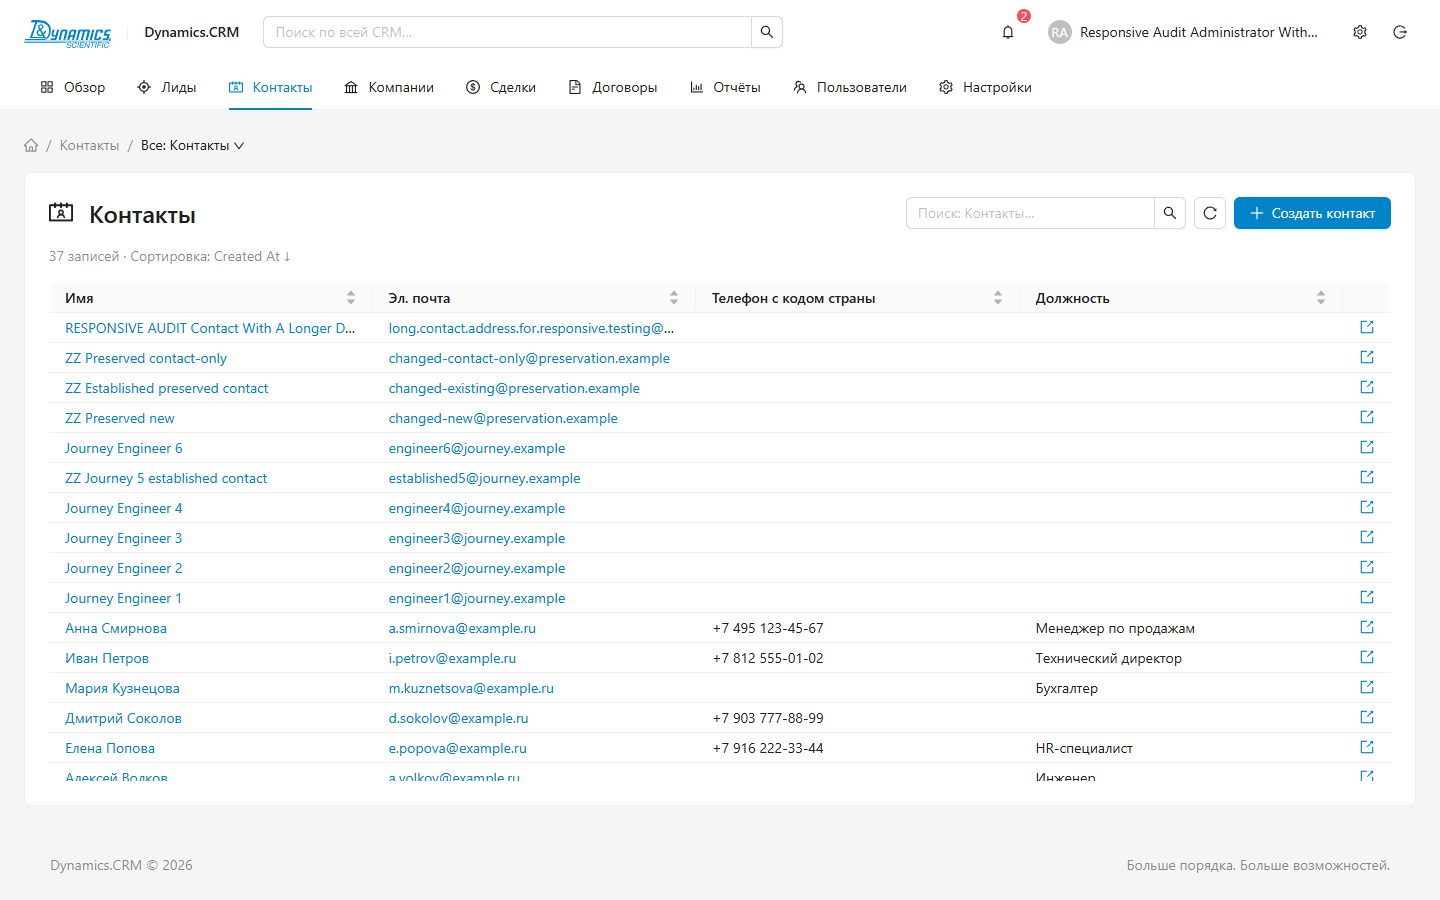 Dynamics SCIENTIFIC
Dynamics.CRM
Поиск по всей CRM...
2
RA
Responsive Audit Administrator With...
Обзор
Лиды
Контакты
Компании
Сделки
Договоры
Отчёты
Пользователи
Настройки
/ Контакты / Все: Контакты
Контакты
Поиск: Контакты...
Создать контакт
37 записей · Сортировка: Created At ↓
Имя Эл. почта Телефон с кодом страны Должность
RESPONSIVE AUDIT Contact With A Longer D... long.contact.address.for.responsive.testing@...
ZZ Preserved contact-only changed-contact-only@preservation.example
ZZ Established preserved contact changed-existing@preservation.example
ZZ Preserved new changed-new@preservation.example
Journey Engineer 6 engineer6@journey.example
ZZ Journey 5 established contact established5@journey.example
Journey Engineer 4 engineer4@journey.example
Journey Engineer 3 engineer3@journey.example
Journey Engineer 2 engineer2@journey.example
Journey Engineer 1 engineer1@journey.example
Анна Смирнова a.smirnova@example.ru +7 495 123-45-67 Менеджер по продажам
Иван Петров i.petrov@example.ru +7 812 555-01-02 Технический директор
Мария Кузнецова m.kuznetsova@example.ru Бухгалтер
Дмитрий Соколов d.sokolov@example.ru +7 903 777-88-99
Елена Попова e.popova@example.ru +7 916 222-33-44 HR-специалист
Алексей Волков a.volkov@example.ru Инженер
Dynamics.CRM © 2026
Больше порядка. Больше возможностей.